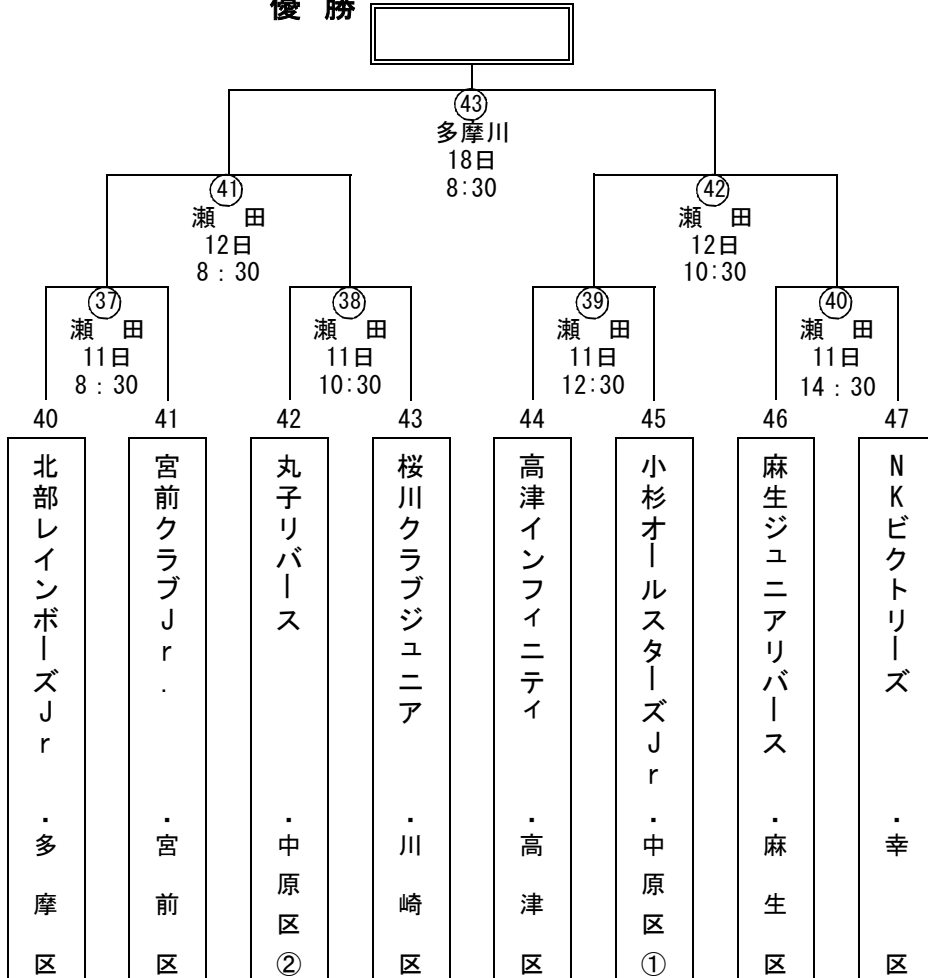 優 勝
㊸
多摩川
18日
8:30
㊶
瀬 田
12日
8:30
㊷
瀬 田
12日
10:30
㊲
瀬 田
11日
8:30
㊳
瀬 田
11日
10:30
㊴
瀬 田
11日
12:30
㊵
瀬 田
11日
14:30
40
41
42
43
44
45
46
47
北部レインボーズJr ・多摩区
宮前クラブJr. ・宮前区
丸子リバース ・中原区②
桜川クラブジュニア ・川崎区
高津インフィニティ ・高津区
小杉オールスターズJr ・中原区①
麻生ジュニアリバース ・麻生区
NKビクトリーズ ・幸区